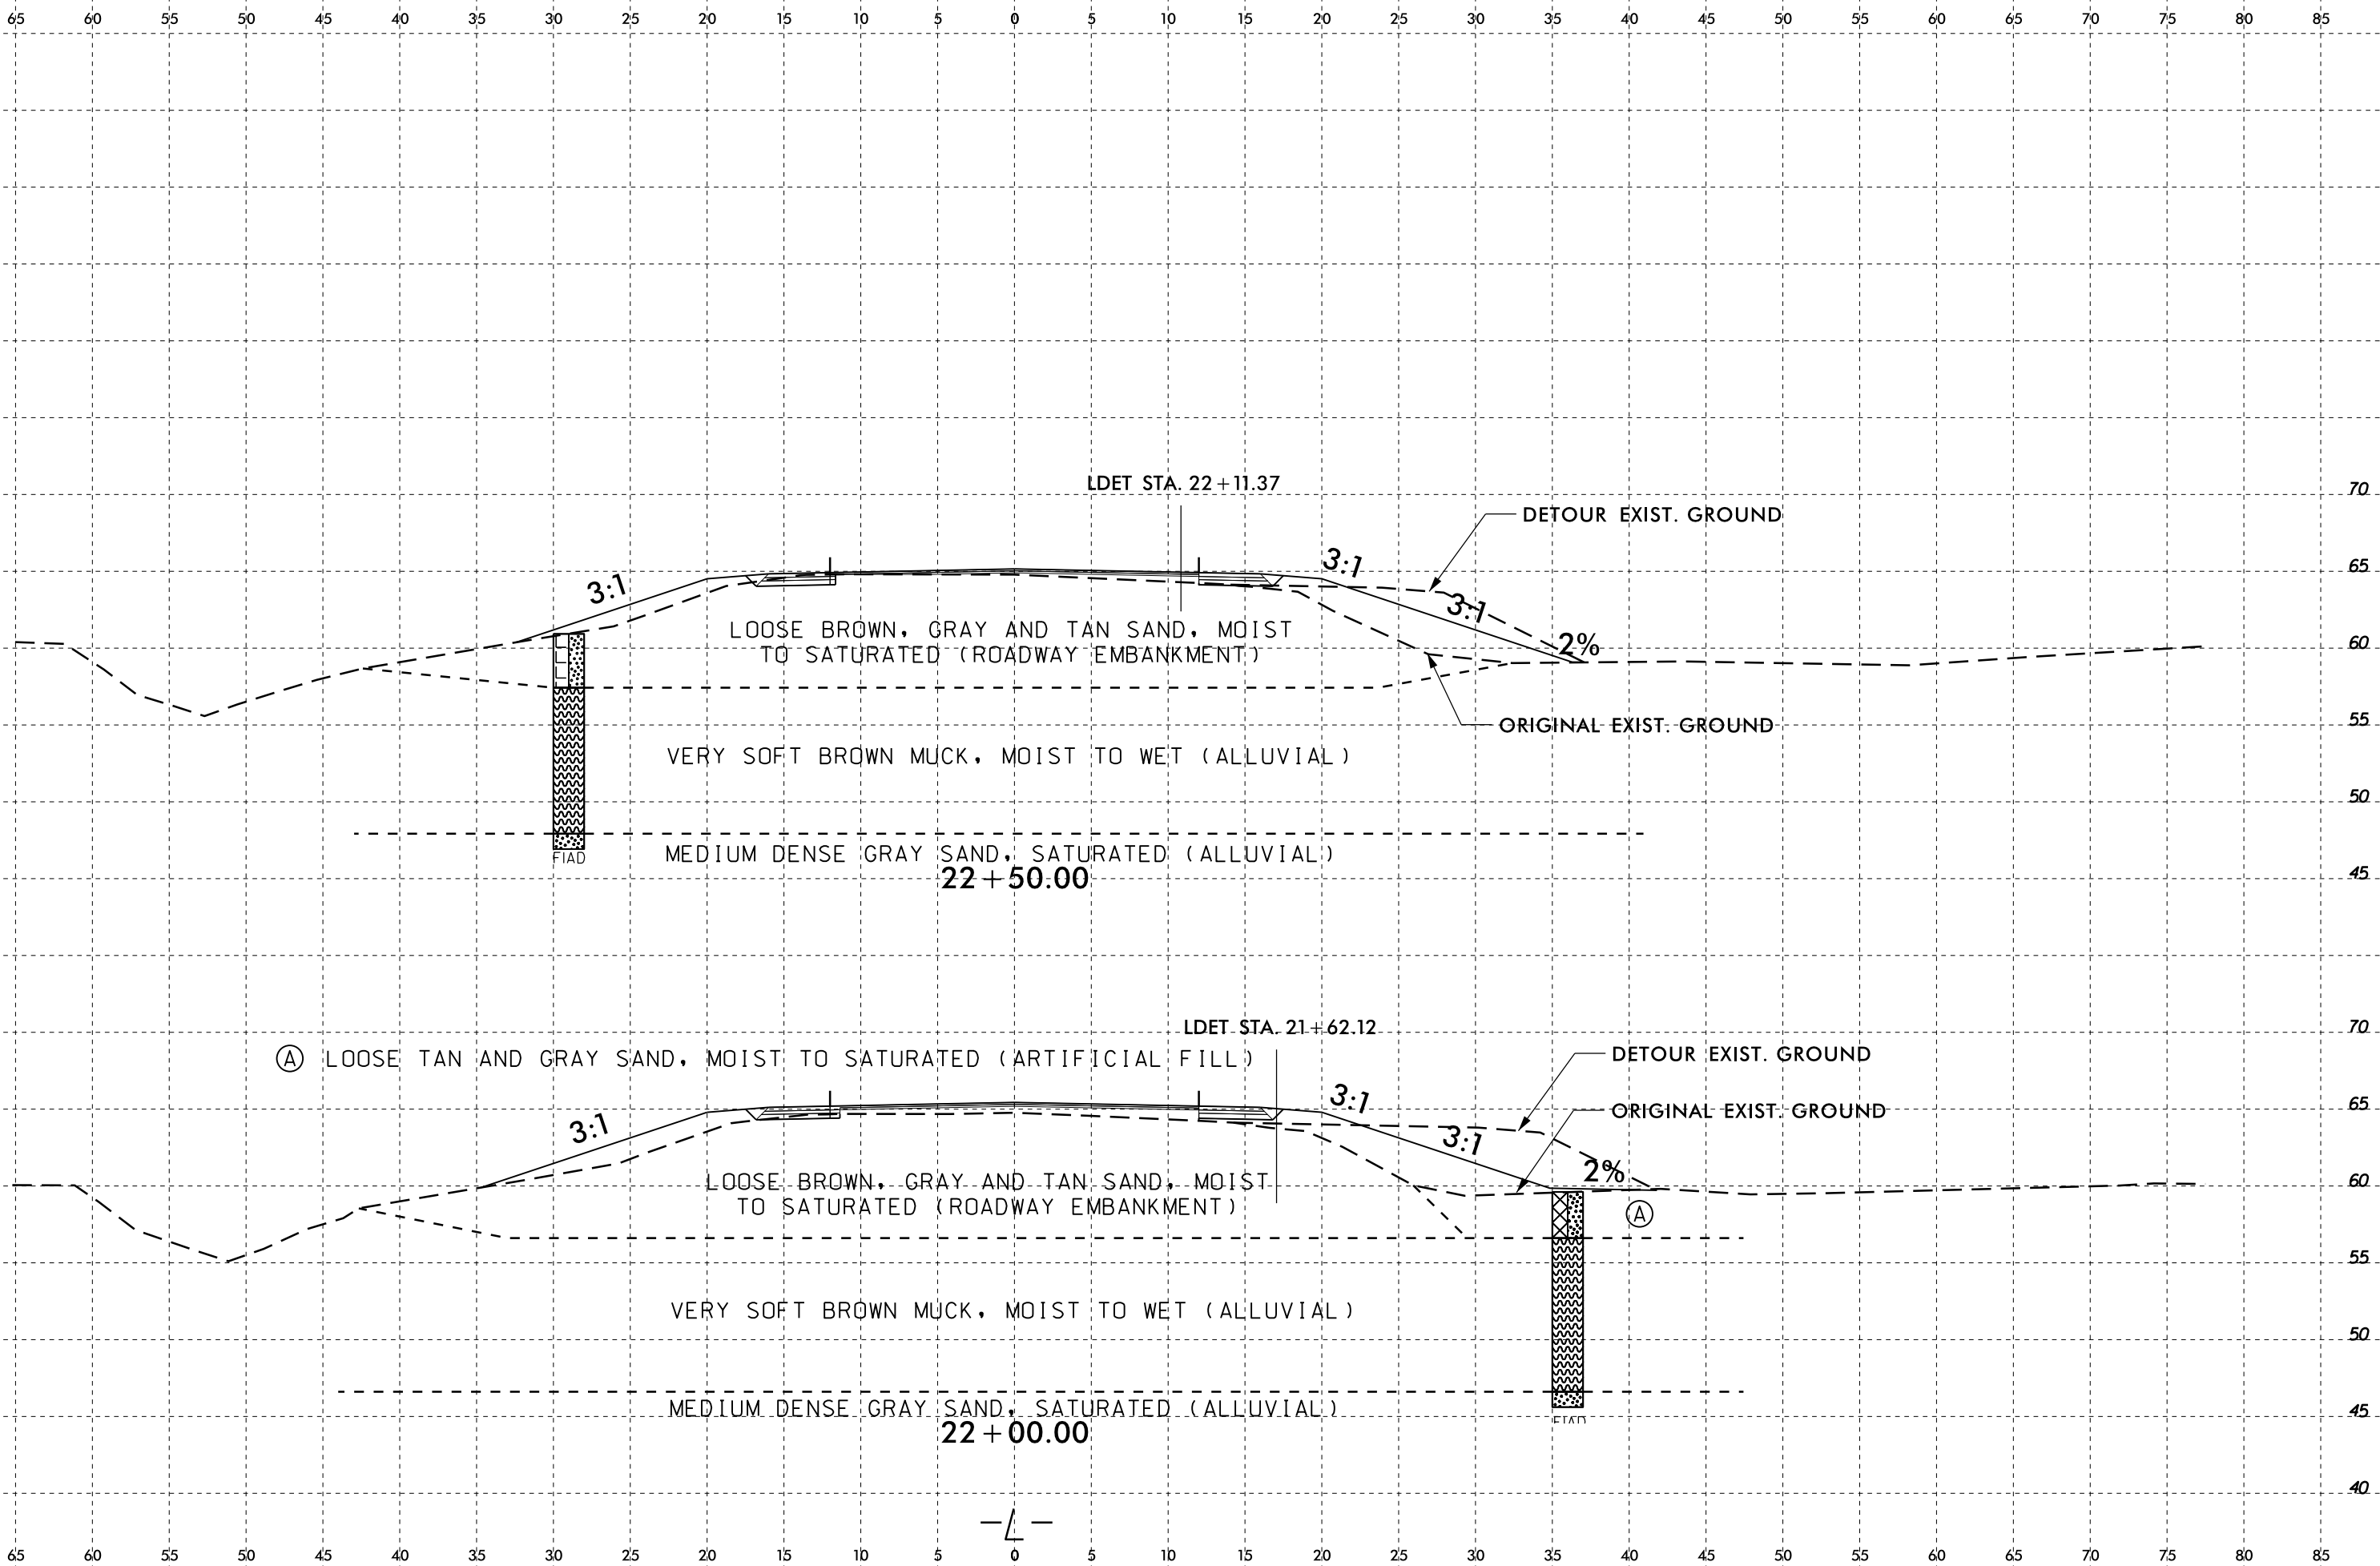 65 60 55 50 45 40 35 30 25 20 15 10 5 0 5 10 15 20 25 30 35 40 45 50 55 60 65 70 75 80 85
LDET STA. 22+11.37
70
DETOUR EXIST. GROUND
3:1
65
3:1
3:1
LOOSE BROWN, GRAY AND TAN SAND, MOIST
TO SATURATED (ROADWAY EMBANKMENT)
2%
60
ORIGINAL EXIST. GROUND
55
VERY SOFT BROWN MUCK, MOIST TO WET (ALLUVIAL)
50
FIAD
MEDIUM DENSE GRAY SAND, SATURATED (ALLUVIAL)
22+50.00
45
LDET STA. 21+62.12
70
A LOOSE TAN AND GRAY SAND, MOIST TO SATURATED (ARTIFICIAL FILL)
DETOUR EXIST. GROUND
3:1
65
ORIGINAL EXIST. GROUND
3:1
3:1
2%
60
LOOSE BROWN, GRAY AND TAN SAND, MOIST
TO SATURATED (ROADWAY EMBANKMENT)
A
55
VERY SOFT BROWN MUCK, MOIST TO WET (ALLUVIAL)
50
MEDIUM DENSE GRAY SAND, SATURATED (ALLUVIAL)
45
FIAD
22+00.00
40
-L-
65 60 55 50 45 40 35 30 25 20 15 10 5 0 5 10 15 20 25 30 35 40 45 50 55 60 65 70 75 80 85